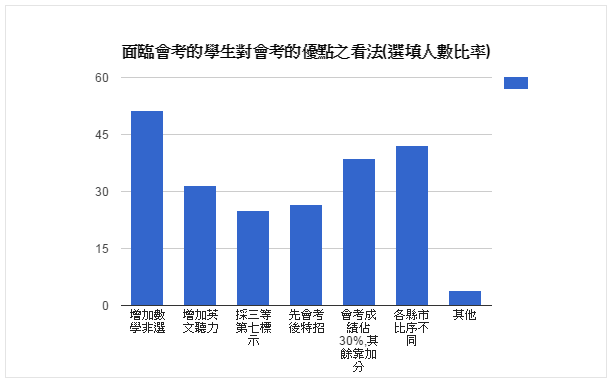 面臨會考的學生對會考的優點之看法(選填人數比率)
60
45
30
15
0
增加數
學非選
增加英
文聽力
採三等
第七標
示
先會考
後特招
會考成
績佔
30%,其
餘靠加
分
各縣市
比序不
同
其他